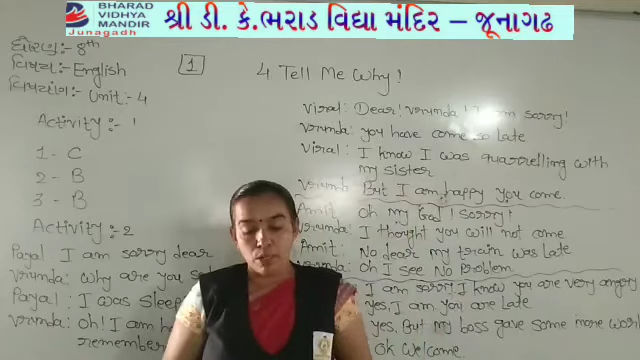 BHARAD
VIDHYA
MANDIR
Junagadh
શ્રી ડી. કે.ભરાડ વિદ્યા મંદિર – જૂનાગઢ
ધોરણ:- 8th
વિષય:- English
વિષયાંગ:- Unit:- 4
1
4 Tell Me Why!
Activity:- 1
1 - C
2 - B
3 - B
Activity:- 2
Payal I am sorry dear
Vrunda: Why are you
Payal: I was sleep
Vrunda: Oh! I am ha
remember
Viral: Dear! Vrunda! I am sorry!
Vrunda: you have come so late
Viral: I know I was quarrelling with
my sister
Vrunda But I am happy you come.
Amit Oh my God! sorry!
Vrunda: I thought you will not come
Amit: No dear my train was late
Vrunda: Oh I see No problem
I am sorry I know you are very angery
yes, I am you are late
yes, But my boss gave some more work
Ok Welcome